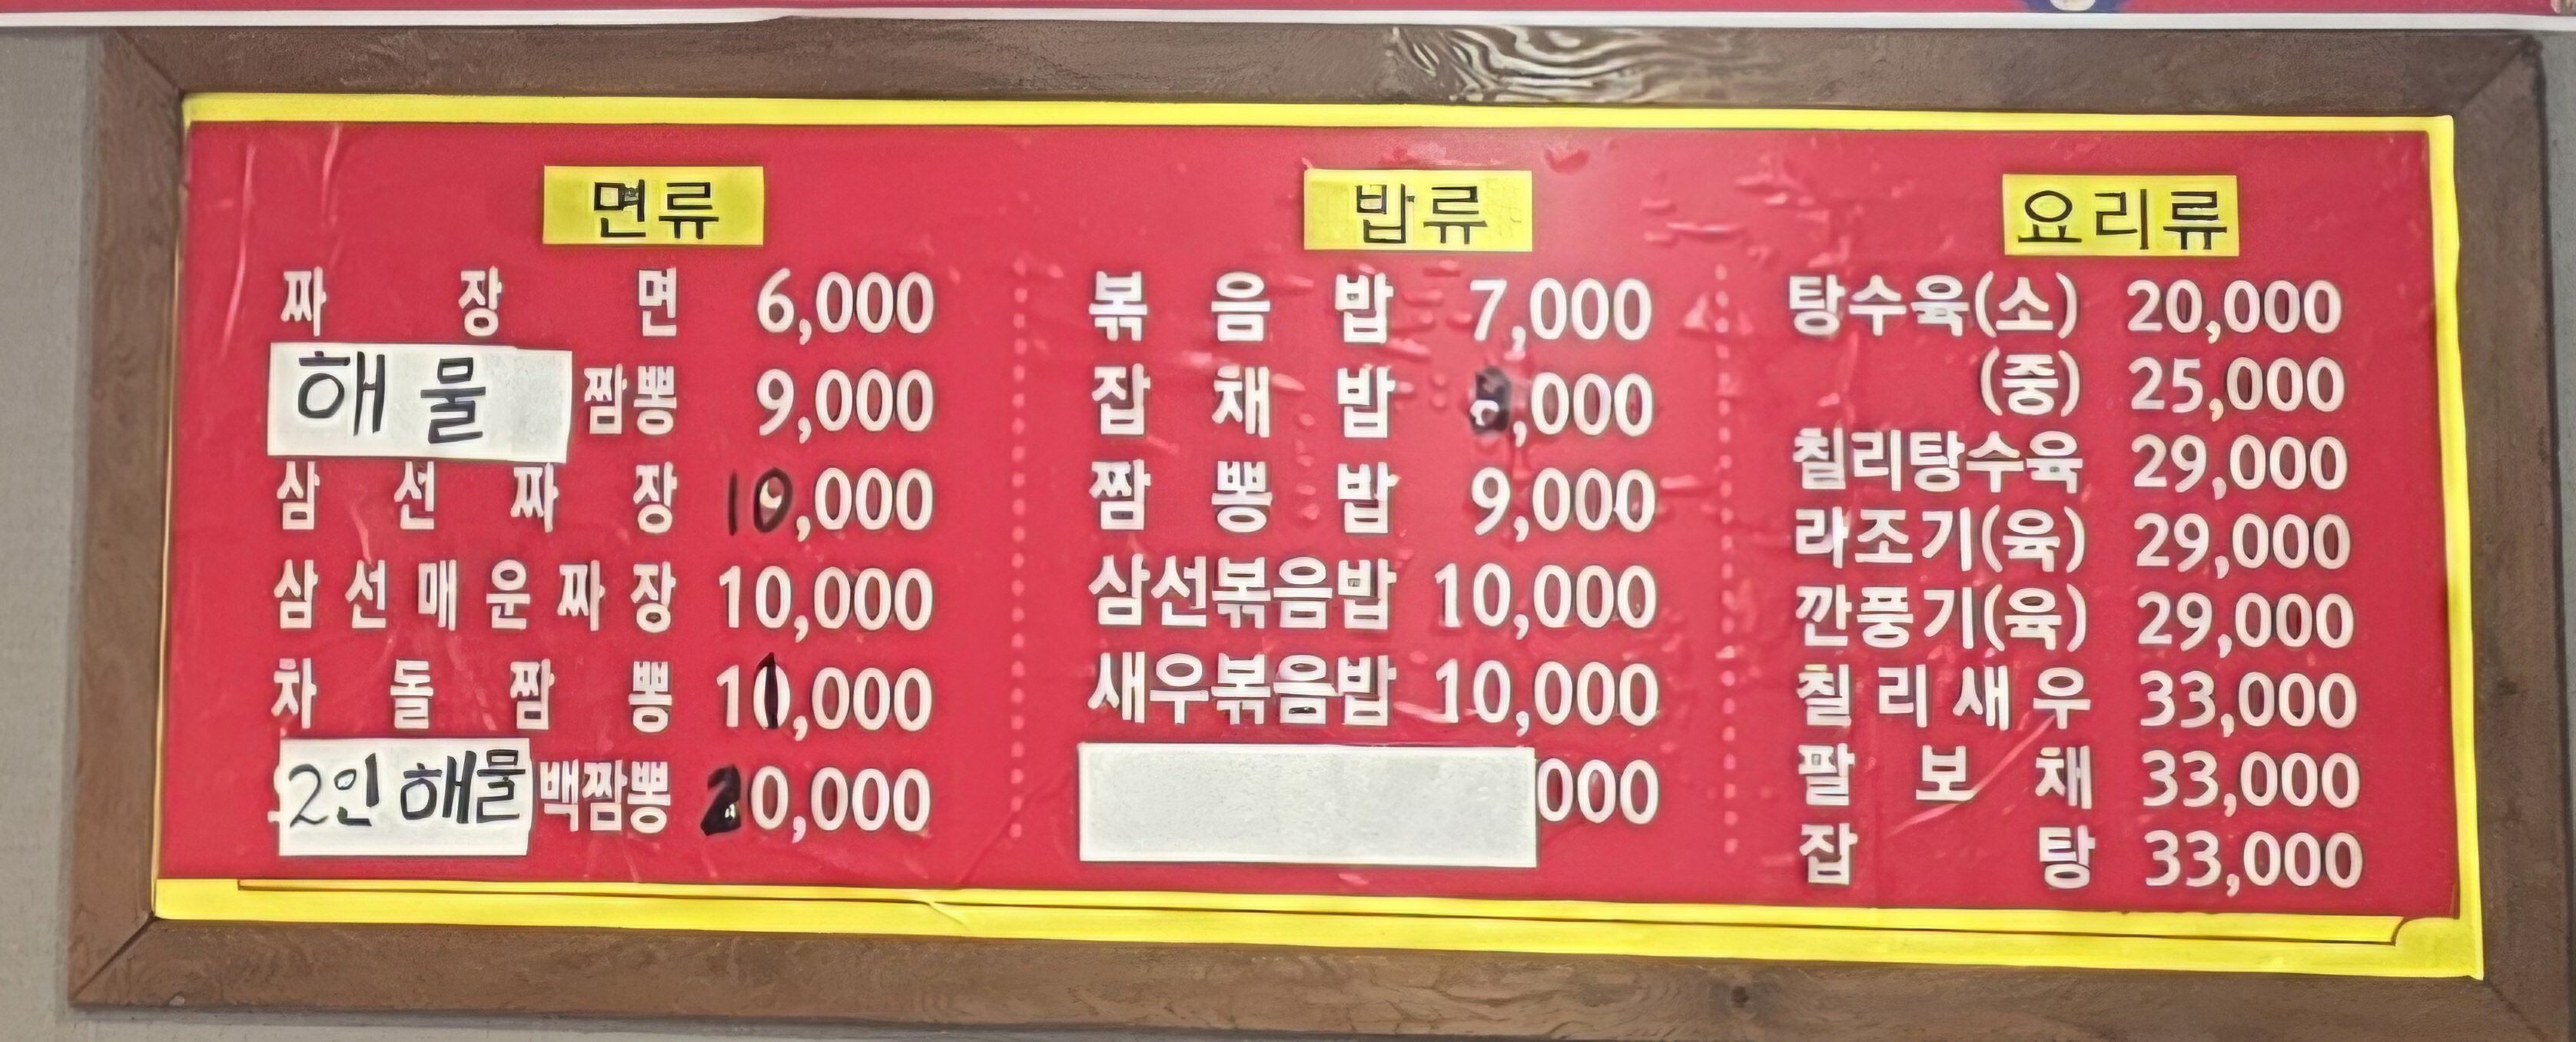 면류
짜장면 6,000
해물 짬뽕 9,000
삼선짜장 10,000
삼선매운짜장 10,000
차돌짬뽕 11,000
2인 해물 백짬뽕 20,000
밥류
볶음밥 7,000
잡채밥 ,000
짬뽕밥 9,000
삼선볶음밥 10,000
새우볶음밥 10,000
000
요리류
탕수육(소) 20,000
(중) 25,000
칠리탕수육 29,000
라조기(육) 29,000
깐풍기(육) 29,000
칠리새우 33,000
팔보채 33,000
잡탕 33,000